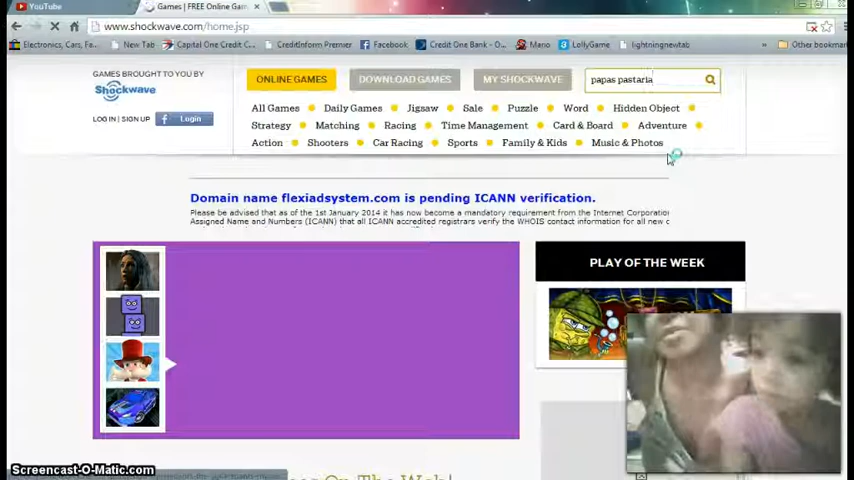 YouTube
Games | FREE Online Gam
www.shockwave.com/home.jsp
Electronics, Cars, Fa
New Tab
Capital One Credit C
CreditInform Premier
Facebook
Credit One Bank -
Mario
LollyGame
lightningnewtab
»
Other bookmar
GAMES BROUGHT TO YOU BY
Shockwave
ONLINE GAMES
DOWNLOAD GAMES
MY SHOCKWAVE
papas pastaria
LOG IN | SIGN UP
Login
All Games
Daily Games
Jigsaw
Sale
Puzzle
Word
Hidden Object
Strategy
Matching
Racing
Time Management
Card & Board
Adventure
Action
Shooters
Car Racing
Sports
Family & Kids
Music & Photos
Domain name flexiadsystem.com is pending ICANN verification.
Please be advised that as of the 1st January 2014 it has now become a mandatory requirement from the Internet Corporation
Assigned Name and Numbers (ICANN) that all ICANN accredited registrars verify the WHOIS contact information for all new
PLAY OF THE WEEK
Screencast-O-Matic.com
On The Web!